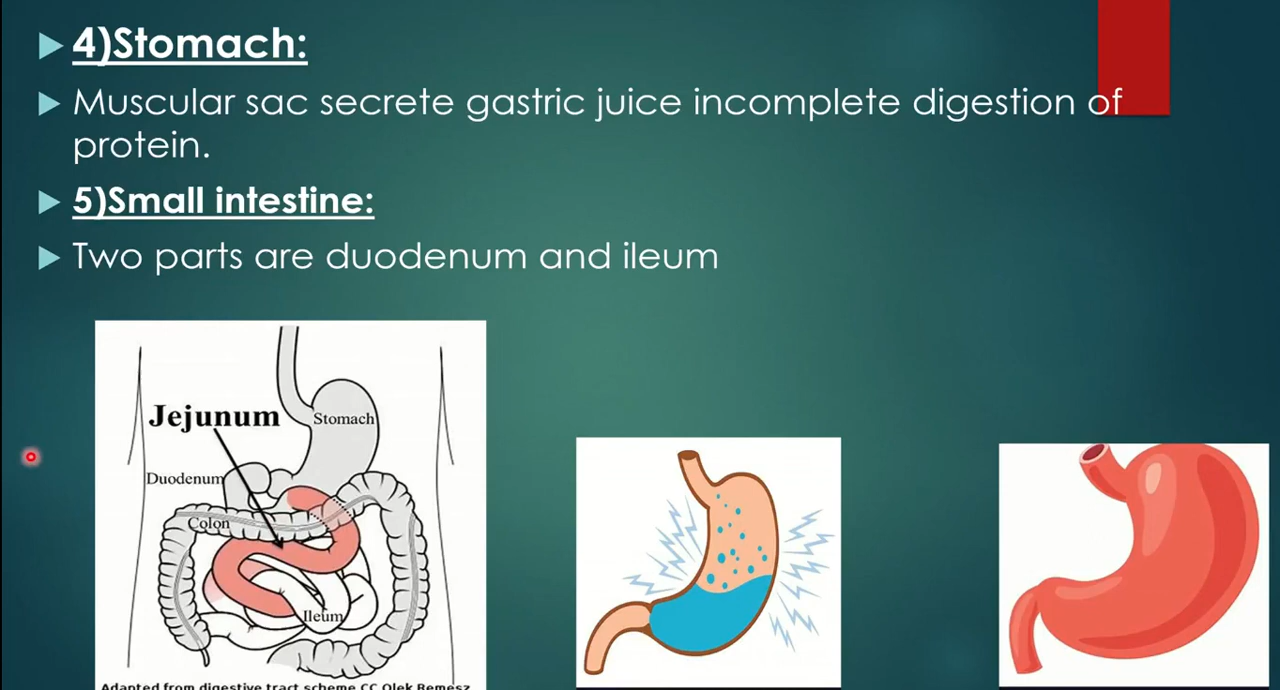 4)Stomach:
Muscular sac secrete gastric juice incomplete digestion of
protein.
5)Small intestine:
Two parts are duodenum and ileum
Jejunum
Stomach
Duodenum
Colon
Ileum
Adapted from digestive tract scheme CC Olek Remesz